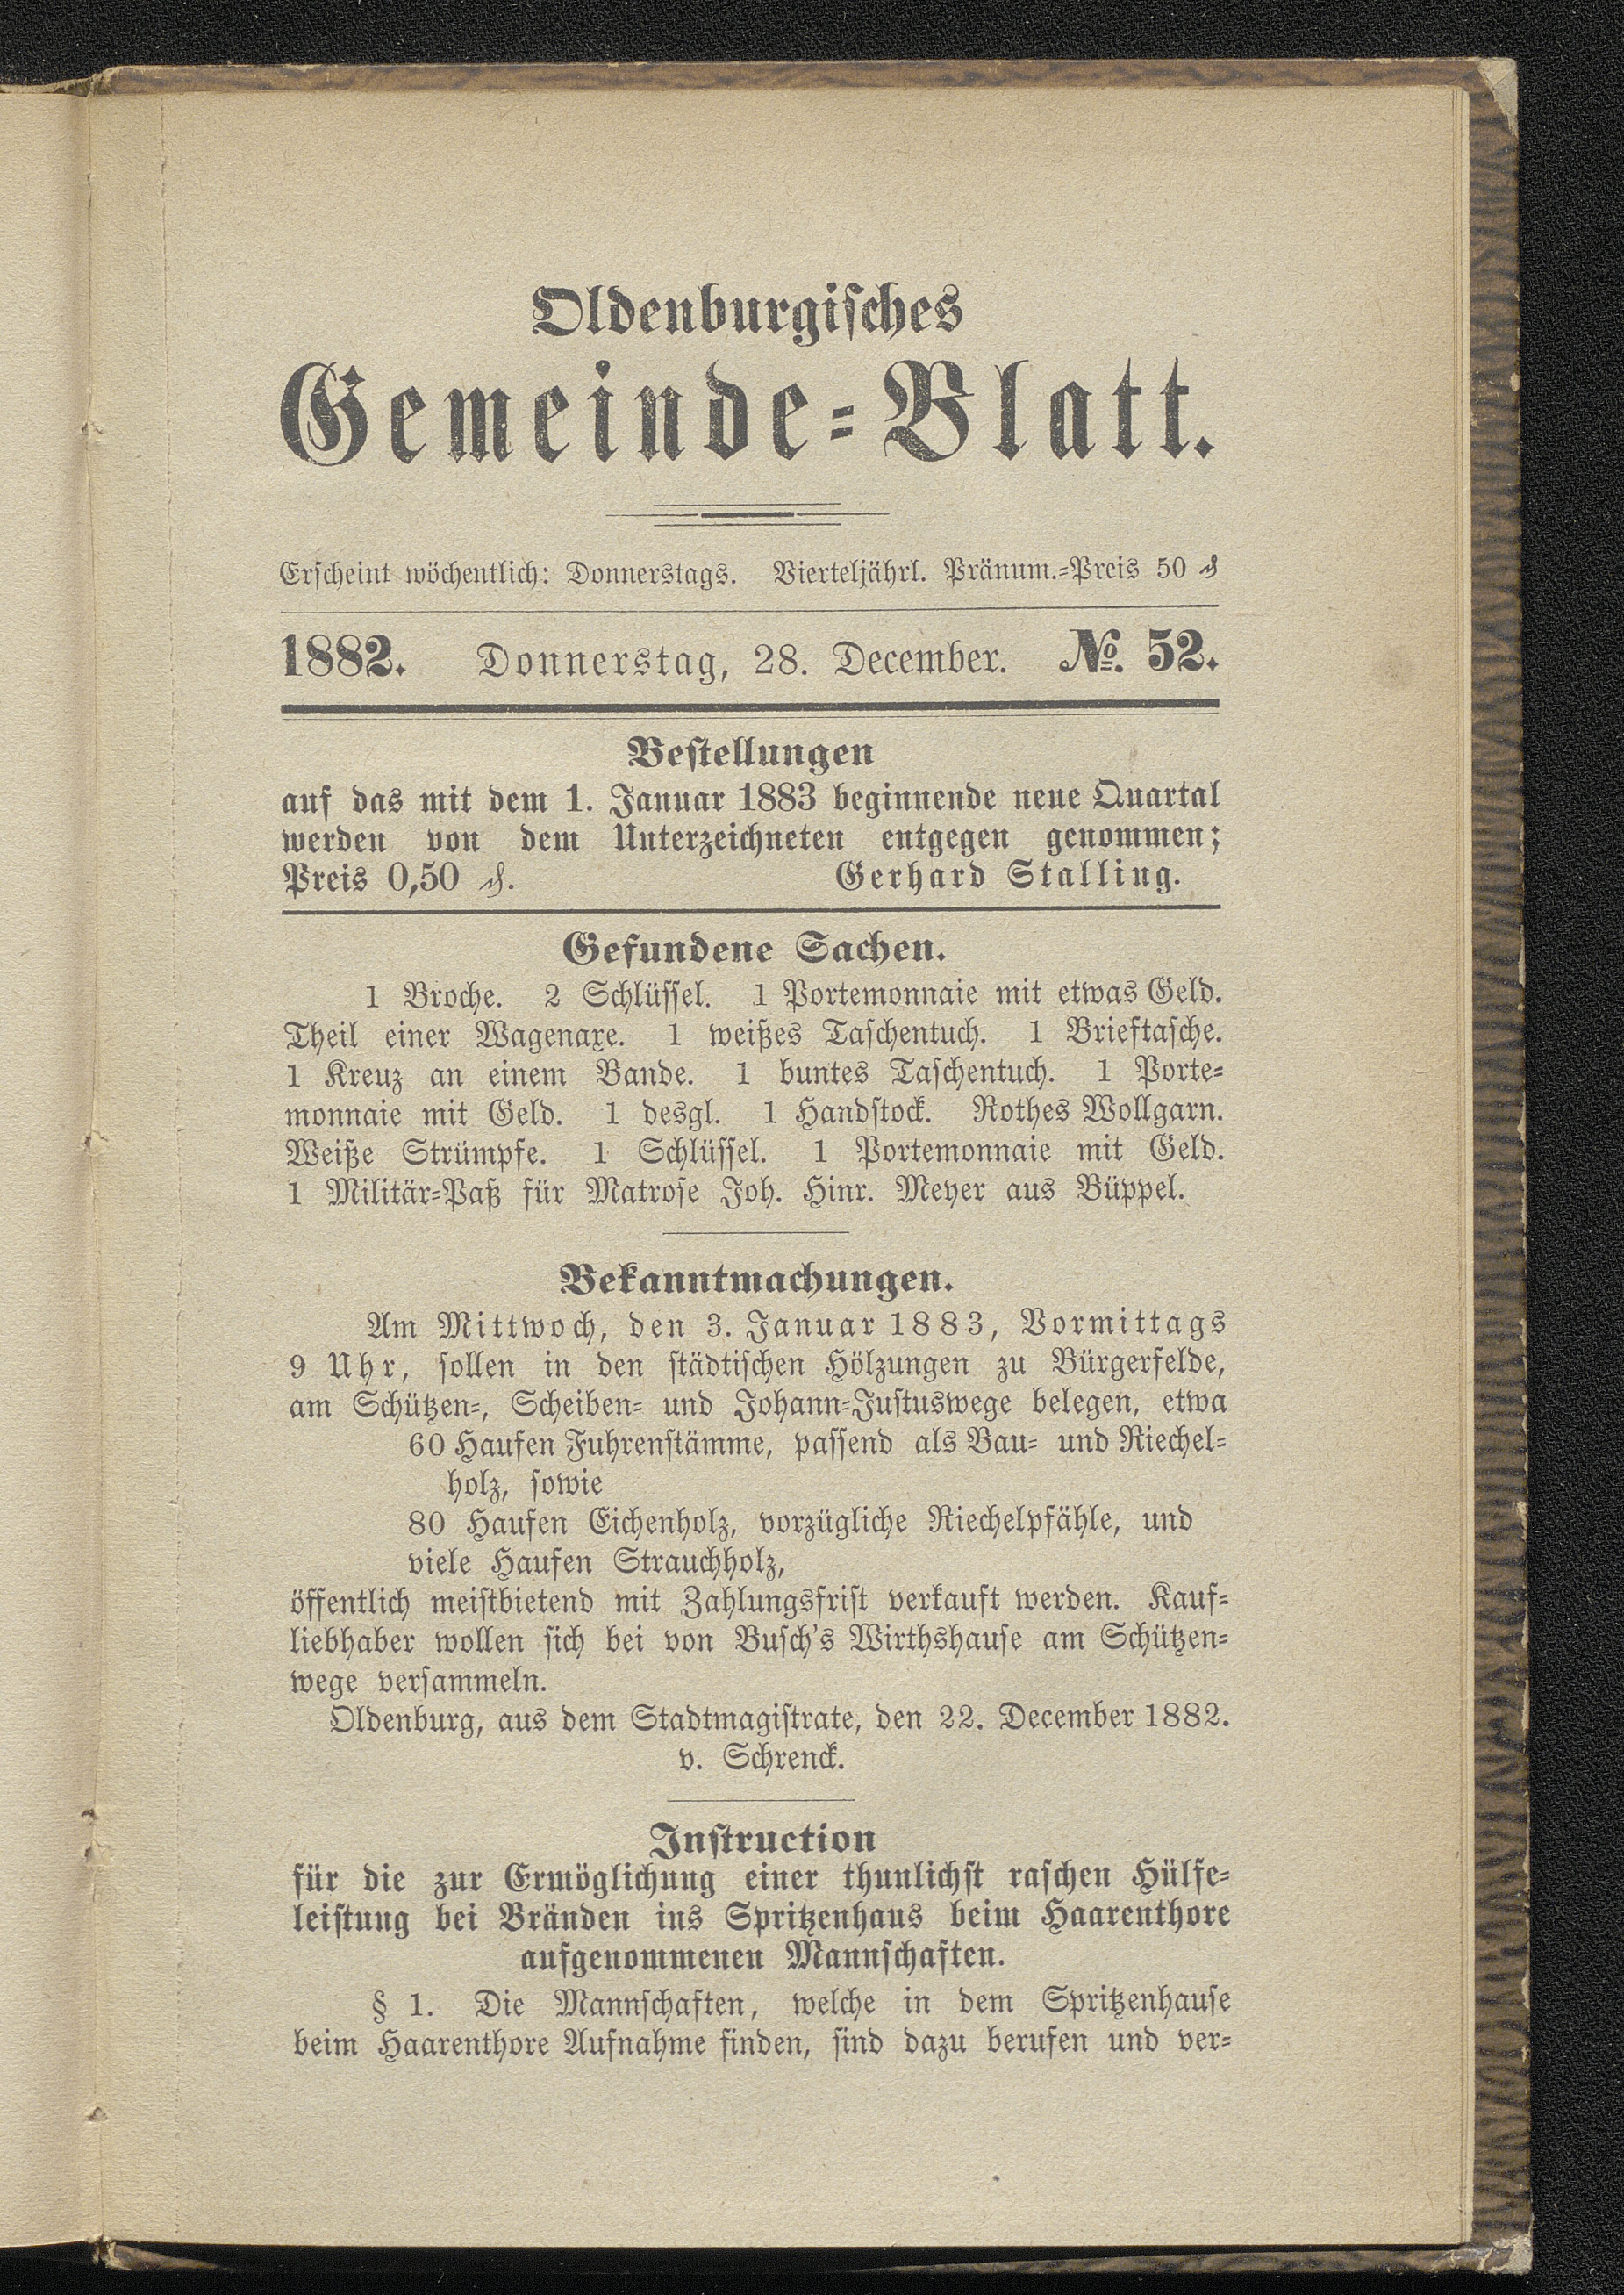 Oldenburgisches
Gemeinde-Blatt.
Erscheint wöchentlich: Donnerstags. Vierteljährl. Pränum.-Preis 50 ₰
1882. Donnerstag, 28. December. №. 52.
Bestellungen
auf das mit dem 1. Januar 1883 beginnende neue Quartal
werden von dem Unterzeichneten entgegen genommen;
Preis 0,50 ₰. Gerhard Stalling.
Gefundene Sachen.
1 Broche. 2 Schlüssel. 1 Portemonnaie mit etwas Geld.
Theil einer Wagenaxe. 1 weißes Taschentuch. 1 Brieftasche.
1 Kreuz an einem Bande. 1 buntes Taschentuch. 1 Porte-
monnaie mit Geld. 1 desgl. 1 Handstock. Rothes Wollgarn.
Weiße Strümpfe. 1 Schlüssel. 1 Portemonnaie mit Geld.
1 Militär-Paß für Matrose Joh. Hinr. Meyer aus Büppel.
Bekanntmachungen.
Am Mittwoch, den 3. Januar 1883, Vormittags
9 Uhr, sollen in den städtischen Hölzungen zu Bürgerfelde,
am Schützen-, Scheiben- und Johann-Justuswege belegen, etwa
60 Haufen Fuhrenstämme, passend als Bau- und Riechel-
holz, sowie
80 Haufen Eichenholz, vorzügliche Riechelpfähle, und
viele Haufen Strauchholz,
öffentlich meistbietend mit Zahlungsfrist verkauft werden. Kauf-
liebhaber wollen sich bei von Busch's Wirthshause am Schützen-
wege versammeln.
Oldenburg, aus dem Stadtmagistrate, den 22. December 1882.
v. Schrenck.
Instruction
für die zur Ermöglichung einer thunlichst raschen Hülfe-
leistung bei Bränden ins Spritzenhaus beim Haarenthore
aufgenommenen Mannschaften.
§ 1. Die Mannschaften, welche in dem Spritzenhause
beim Haarenthore Aufnahme finden, sind dazu berufen und ver-